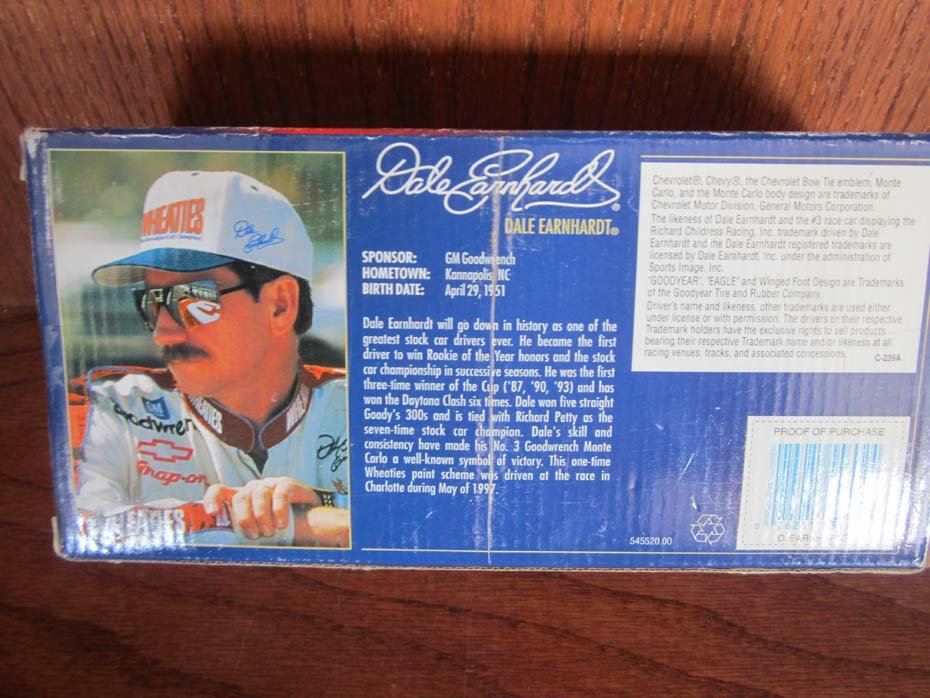 WHEATIES
Dale Earnhardt
GM
Goodwren
Snap-on
WHEATIES
Dale Earnhardt®
DALE EARNHARDT®
SPONSOR: GM Goodwrench
HOMETOWN: Kannapolis, NC
BIRTH DATE: April 29, 1951
Dale Earnhardt will go down in history as one of the
greatest stock car drivers ever. He became the first
driver to win Rookie of the Year honors and the stock
car championship in successive seasons. He was the first
three-time winner of the Cup ('87, '90, '93) and has
won the Daytona Clash six times. Dale won five straight
Goody's 300s and is tied with Richard Petty as the
seven-time stock car champion. Dale's skill and
consistency have made his No. 3 Goodwrench Monte
Carlo a well-known symbol of victory. This one-time
Wheaties paint scheme was driven at the race in
Charlotte during May of 1997.
Chevrolet®, Chevy®, the Chevrolet Bow Tie emblem, Monte
Carlo, and the Monte Carlo body design are trademarks of
Chevrolet Motor Division, General Motors Corporation.
The likeness of Dale Earnhardt and the #3 race car displaying the
Richard Childress Racing, Inc. trademark driven by Dale
Earnhardt and the Dale Earnhardt registered trademarks are
licensed by Dale Earnhardt, Inc. under the administration of
Sports Image, Inc.
"GOODYEAR", "EAGLE" and Winged Foot Design are Trademarks
of the Goodyear Tire and Rubber Company.
Driver's name and likeness, other trademarks are used either
under license or with permission. The drivers or their respective
Trademark holders have the exclusive rights to sell products
bearing their respective Trademark name and/or likeness at all
racing venues, tracks, and associated concessions.
C-239A
PROOF OF PURCHASE
545520.00